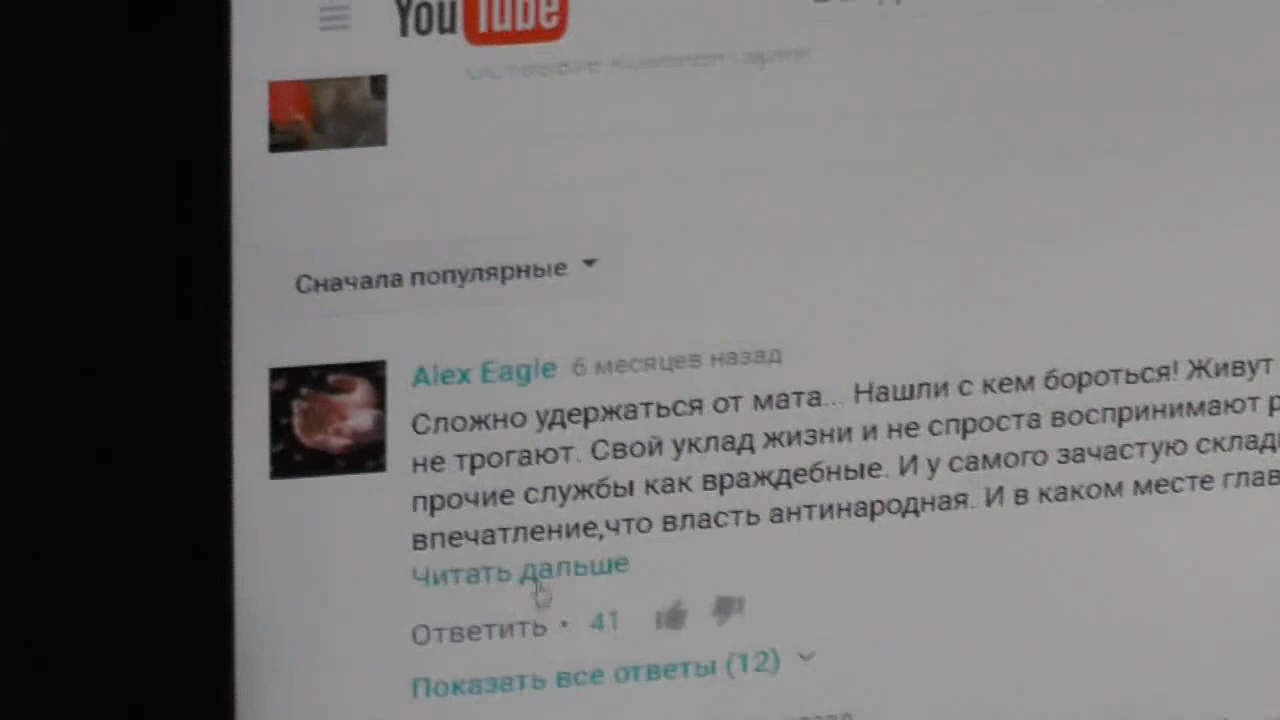 YouTube
Сначала популярные
Alex Eagle 6 месяцев назад
Сложно удержаться от мата... Нашли с кем бороться! Живут
не трогают. Свой уклад жизни и не спроста воспринимают р
прочие службы как враждебные. И у самого зачастую склад
впечатление,что власть антинародная. И в каком месте глав
Читать дальше
Ответить • 41
Показать все ответы (12)